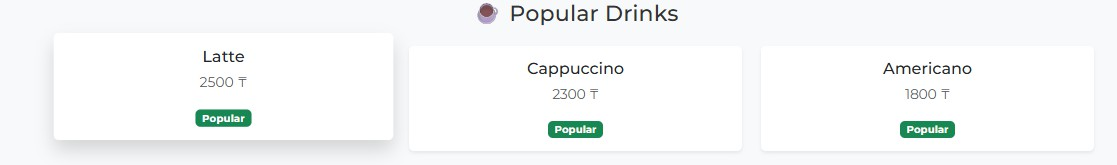 Popular Drinks
Latte
2500 ₸
Popular
Cappuccino
2300 ₸
Popular
Americano
1800 ₸
Popular